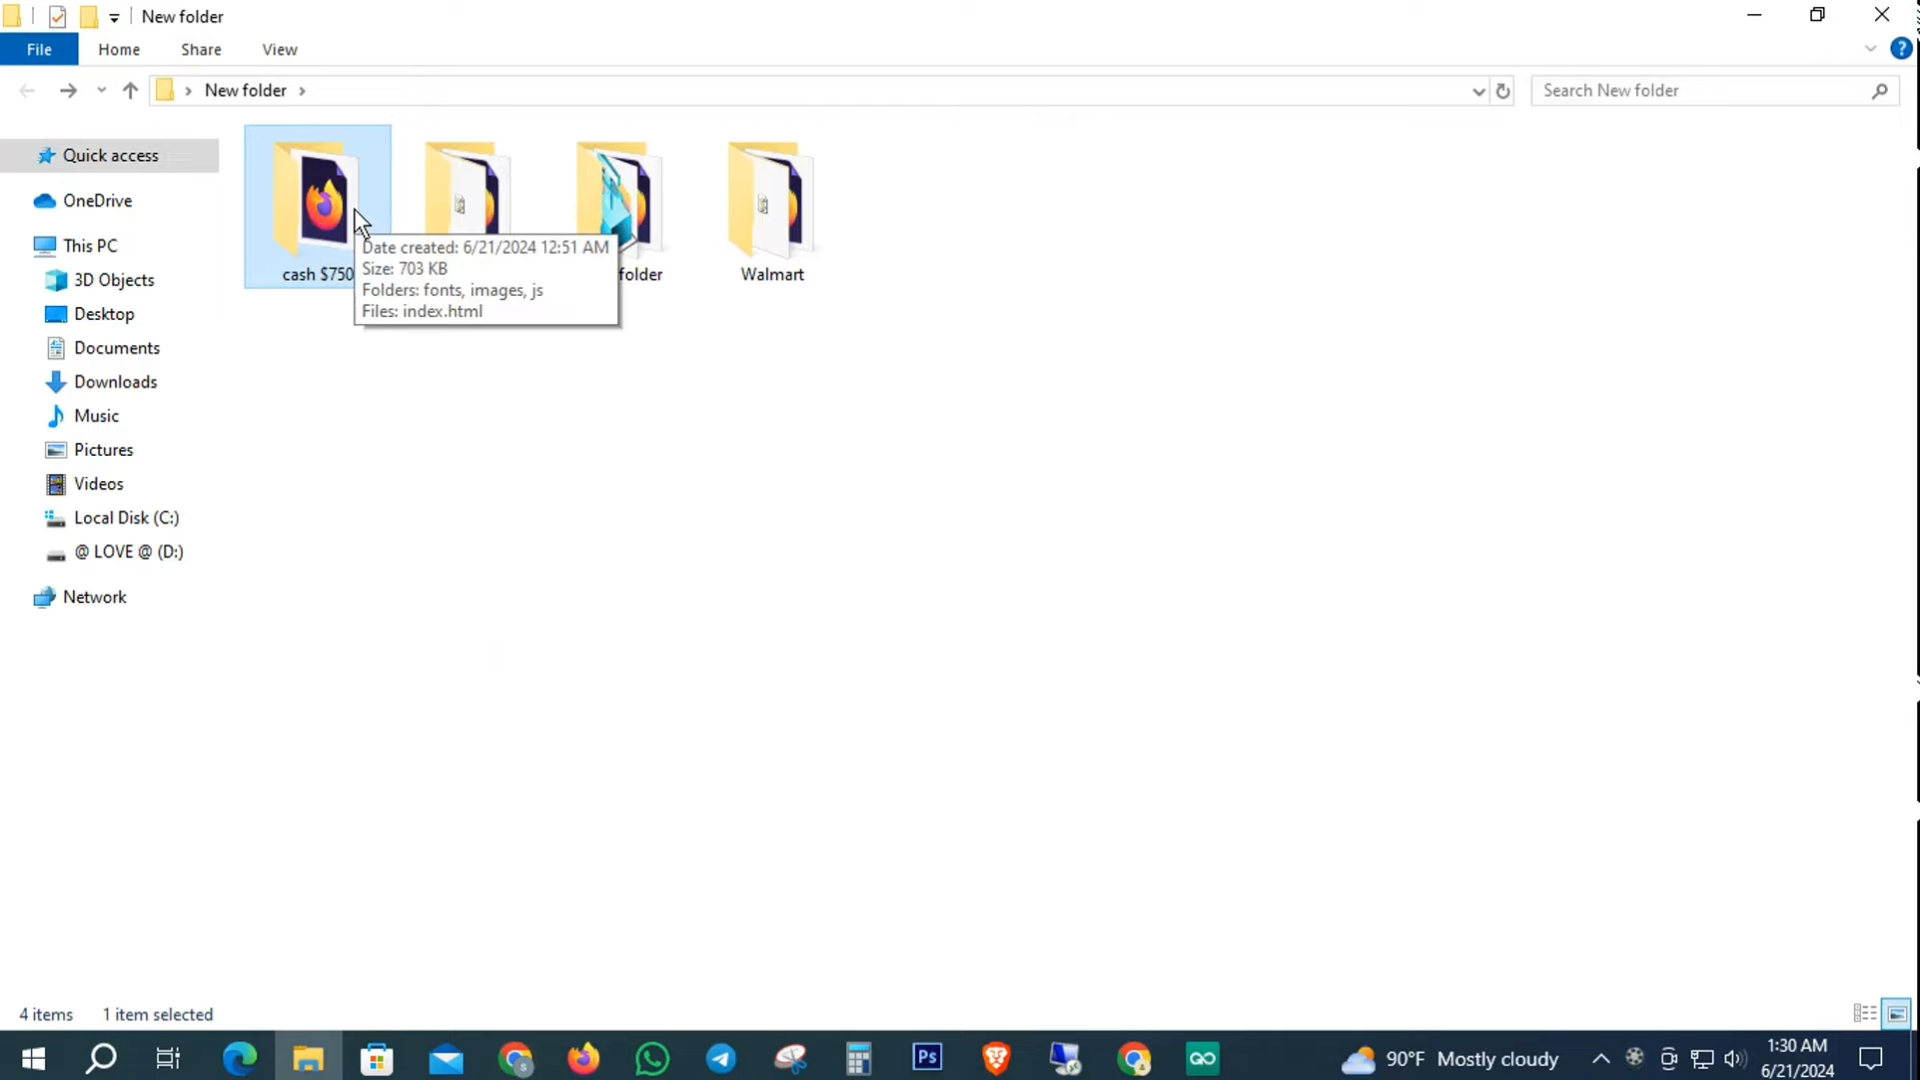 New folder
File Home Share View
New folder
Search New folder
Quick access
OneDrive
This PC
3D Objects
Desktop
Documents
Downloads
Music
Pictures
Videos
Local Disk (C:)
@ LOVE @ (D:)
Network
cash $750
folder
Walmart
Date created: 6/21/2024 12:51 AM
Size: 703 KB
Folders: fonts, images, js
Files: index.html
4 items 1 item selected
Ps
90°F Mostly cloudy
1:30 AM
6/21/2024